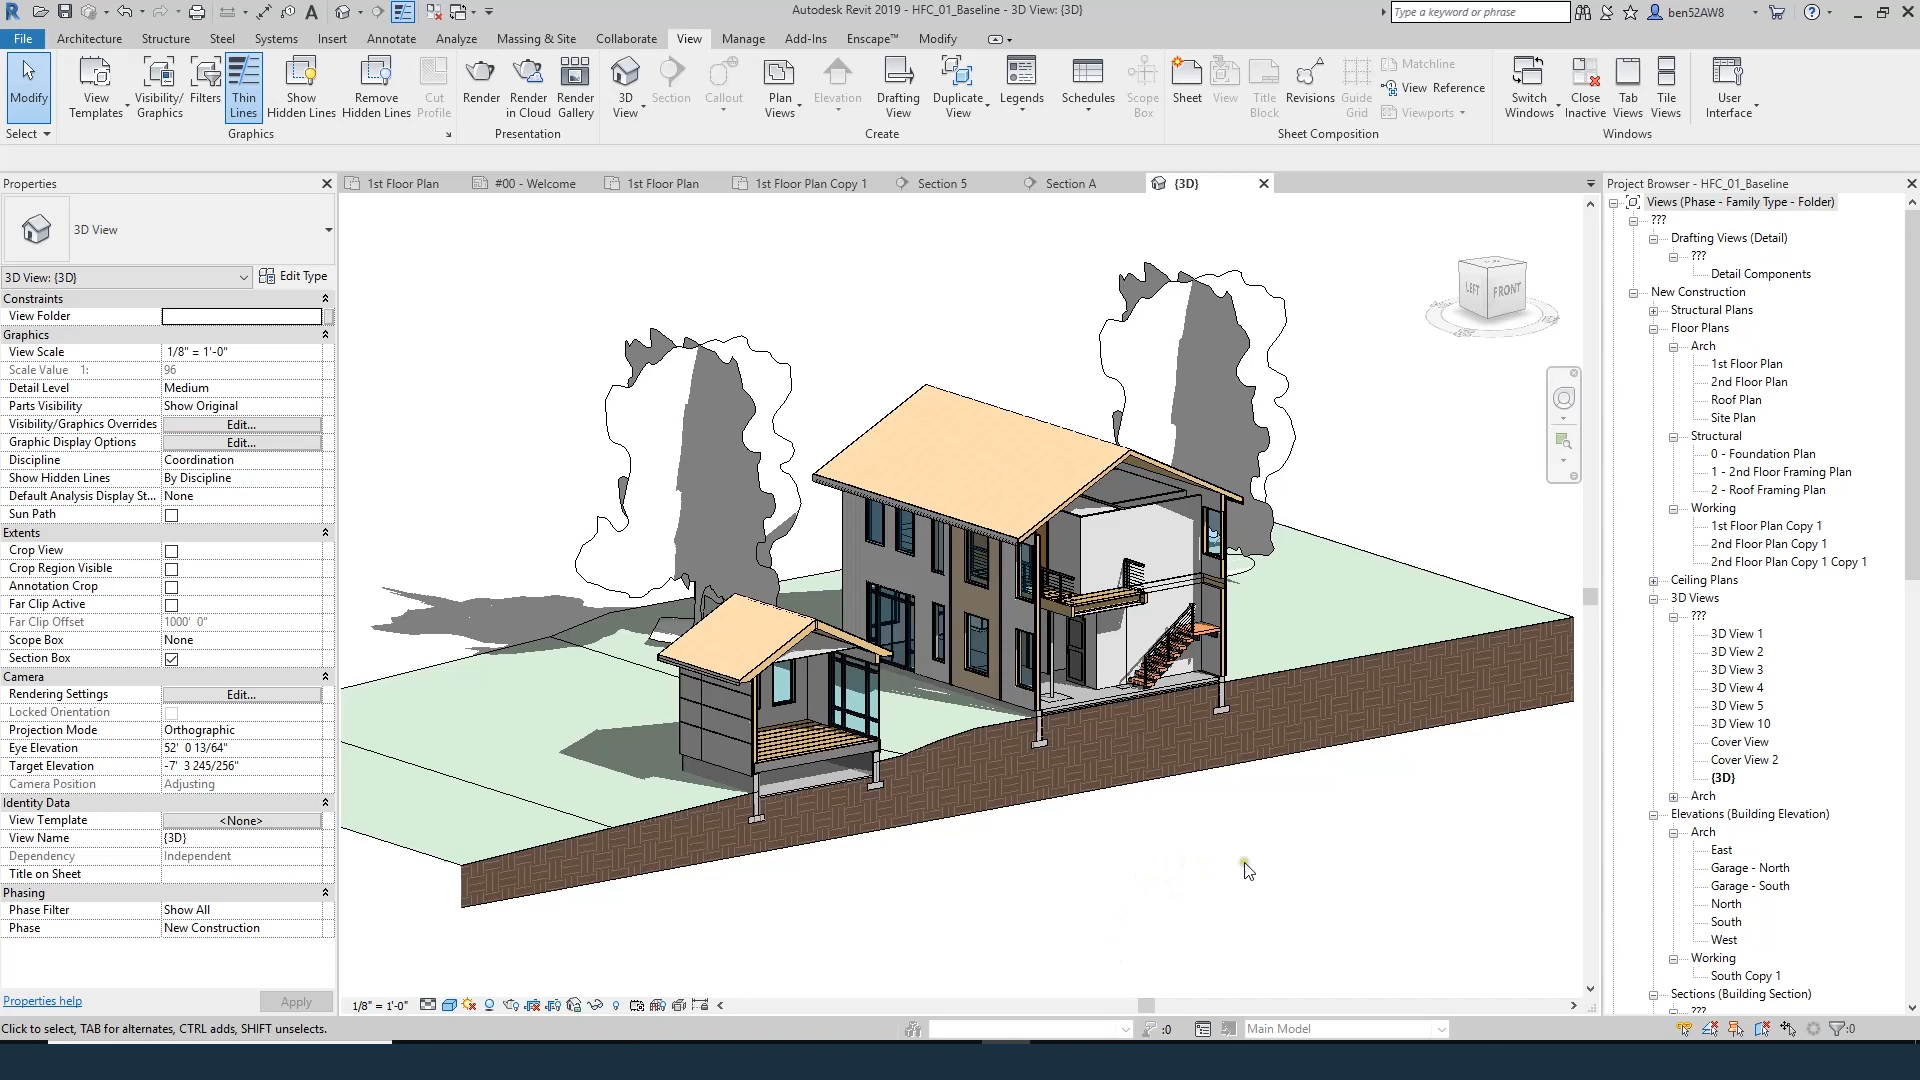 Autodesk Revit 2019 - HFC_01_Baseline - 3D View: {3D}
Type a keyword or phrase
ben52AW8
File Architecture Structure Steel Systems Insert Annotate Analyze Massing & Site Collaborate View Manage Add-Ins Enscape™ Modify
Modify
View Templates
Visibility/ Graphics
Filters
Thin Lines
Show Hidden Lines
Remove Hidden Lines
Cut Profile
Render
Render in Cloud
Render Gallery
3D View
Section
Callout
Plan Views
Elevation
Drafting View
Duplicate View
Legends
Schedules
Scope Box
Sheet
View
Title Block
Revisions
Guide Grid
Matchline
View Reference
Viewports
Switch Windows
Close Inactive
Tab Views
Tile Views
User Interface
Select Graphics Presentation Create Sheet Composition Windows
Properties
1st Floor Plan
#00 - Welcome
1st Floor Plan
1st Floor Plan Copy 1
Section 5
Section A
{3D}
Project Browser - HFC_01_Baseline
3D View
3D View: {3D} Edit Type
Constraints
View Folder
Graphics
View Scale 1/8" = 1'-0"
Scale Value 1: 96
Detail Level Medium
Parts Visibility Show Original
Visibility/Graphics Overrides Edit...
Graphic Display Options Edit...
Discipline Coordination
Show Hidden Lines By Discipline
Default Analysis Display St... None
Sun Path
Extents
Crop View
Crop Region Visible
Annotation Crop
Far Clip Active
Far Clip Offset 1000' 0"
Scope Box None
Section Box
Camera
Rendering Settings Edit...
Locked Orientation
Projection Mode Orthographic
Eye Elevation 52' 0 13/64"
Target Elevation -7' 3 245/256"
Camera Position Adjusting
Identity Data
View Template <None>
View Name {3D}
Dependency Independent
Title on Sheet
Phasing
Phase Filter Show All
Phase New Construction
Properties help Apply
LEFT FRONT
Views (Phase - Family Type - Folder)
???
Drafting Views (Detail)
???
Detail Components
New Construction
Structural Plans
Floor Plans
Arch
1st Floor Plan
2nd Floor Plan
Roof Plan
Site Plan
Structural
0 - Foundation Plan
1 - 2nd Floor Framing Plan
2 - Roof Framing Plan
Working
1st Floor Plan Copy 1
2nd Floor Plan Copy 1
2nd Floor Plan Copy 1 Copy 1
Ceiling Plans
3D Views
???
3D View 1
3D View 2
3D View 3
3D View 4
3D View 5
3D View 10
Cover View
Cover View 2
{3D}
Arch
Elevations (Building Elevation)
Arch
East
Garage - North
Garage - South
North
South
West
Working
South Copy 1
Sections (Building Section)
???
1/8" = 1'-0"
Click to select, TAB for alternates, CTRL adds, SHIFT unselects.
:0
Main Model
:0